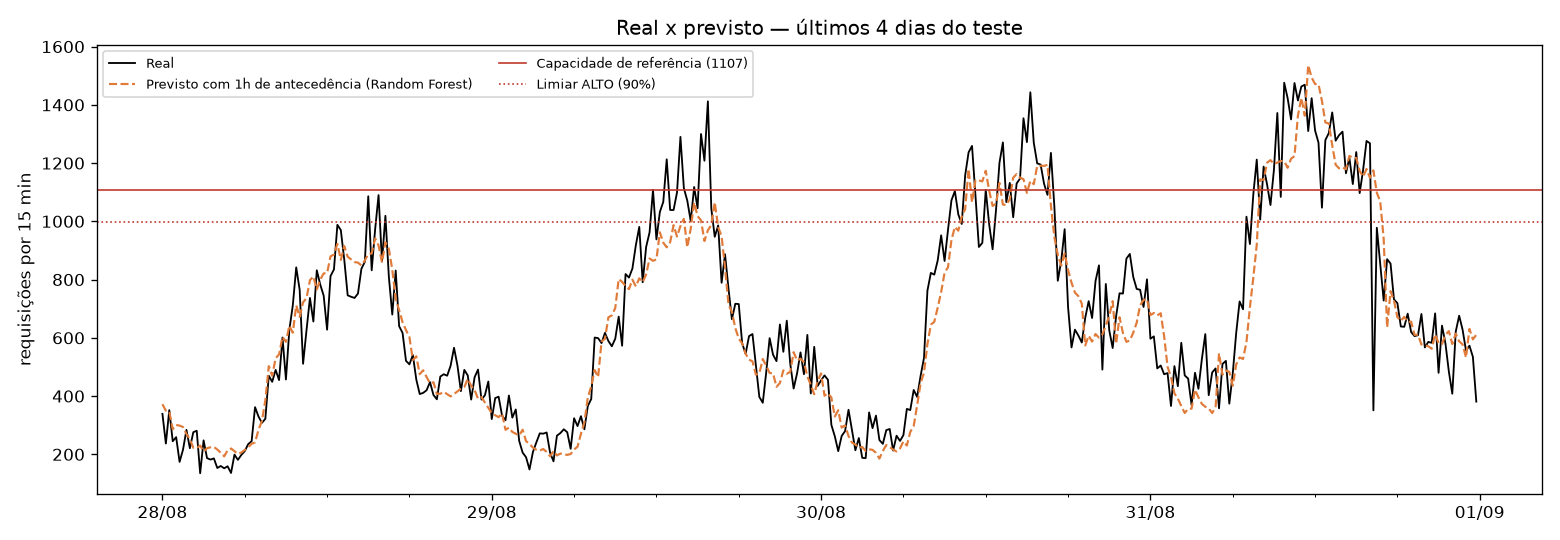 Real x previsto — últimos 4 dias do teste
Real
Previsto com 1h de antecedência (Random Forest)
Capacidade de referência (1107)
Limiar ALTO (90%)
requisições por 15 min
1600
1400
1200
1000
800
600
400
200
28/08
29/08
30/08
31/08
01/09